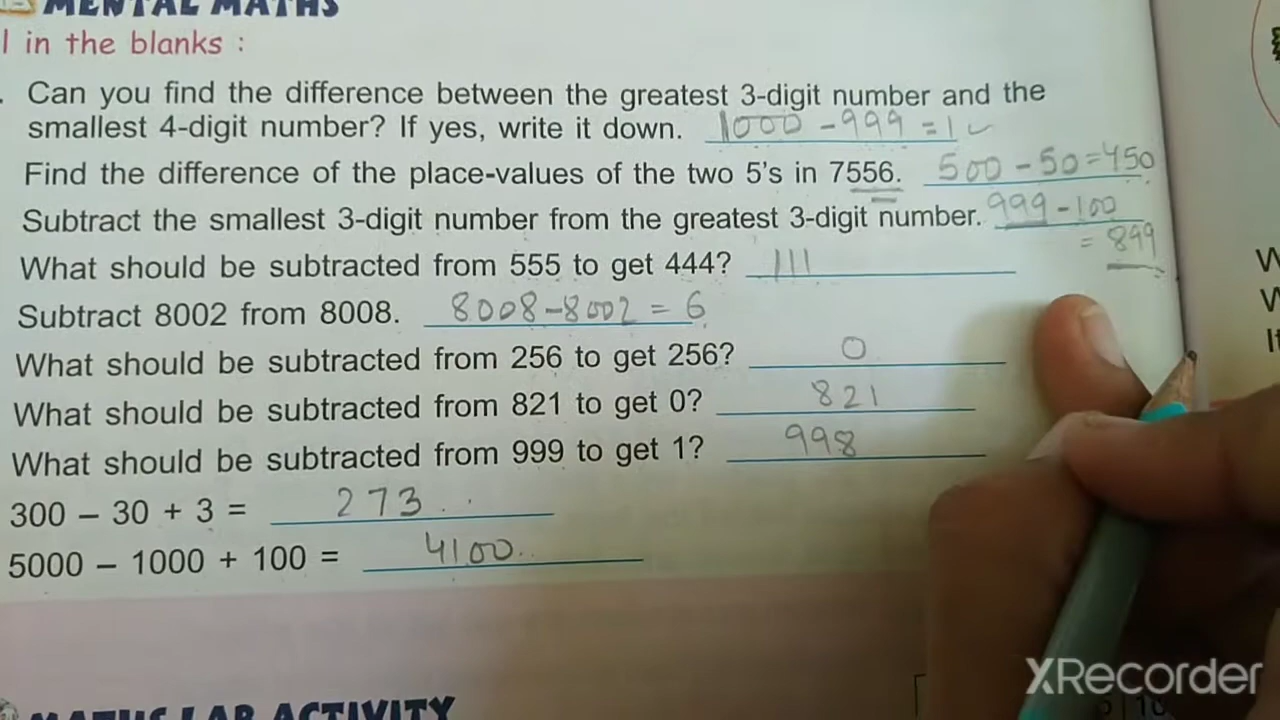 MENTAL MATHS
l in the blanks :
Can you find the difference between the greatest 3-digit number and the
smallest 4-digit number? If yes, write it down. 1000 - 999 = 1
Find the difference of the place-values of the two 5's in 7556. 500 - 50 = 450
Subtract the smallest 3-digit number from the greatest 3-digit number. 999 - 100
= 899
What should be subtracted from 555 to get 444? 111
Subtract 8002 from 8008. 8008 - 8002 = 6
What should be subtracted from 256 to get 256? 0
What should be subtracted from 821 to get 0? 821
What should be subtracted from 999 to get 1? 998
300 – 30 + 3 = 273
5000 – 1000 + 100 = 4100
MATHS LAB ACTIVITY
XRecorder